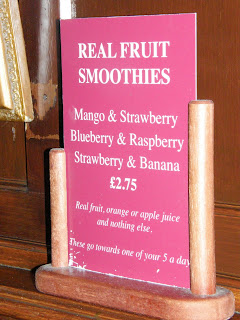 REAL FRUIT
SMOOTHIES
Mango & Strawberry
Blueberry & Raspberry
Strawberry & Banana
£2.75
Real fruit, orange or apple juice
and nothing else.
These go towards one of your 5 a day